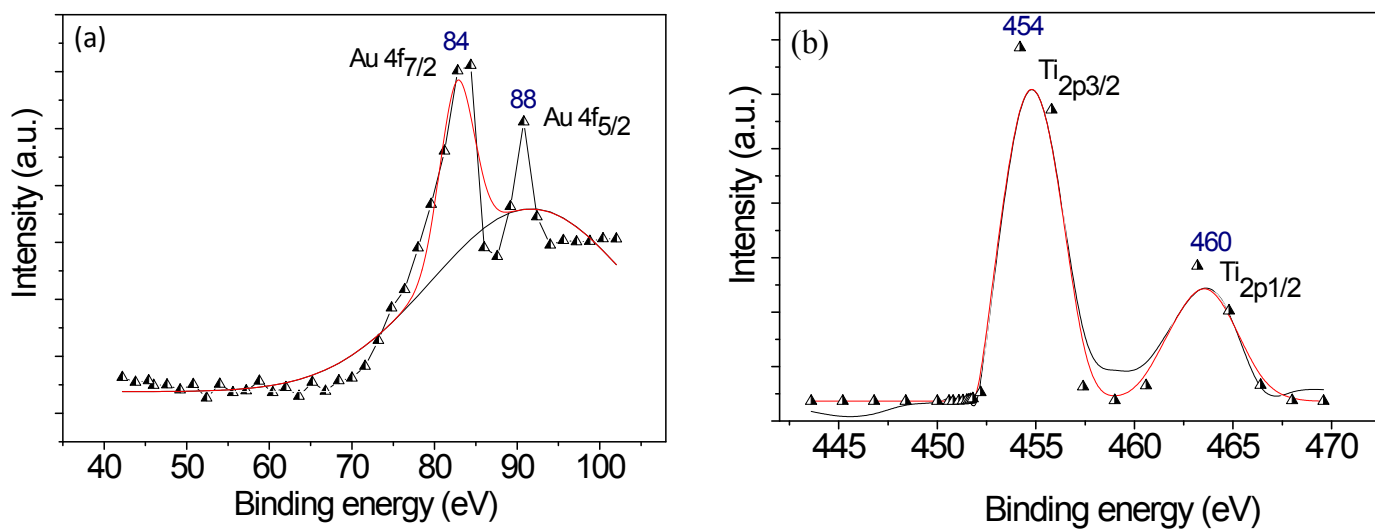 (a)
84
Au 4f7/2
88
Au 4f5/2
Intensity (a.u.)
40 50 60 70 80 90 100
Binding energy (eV)
(b)
454
Ti2p3/2
460
Ti2p1/2
Intensity (a.u.)
445 450 455 460 465 470
Binding energy (eV)